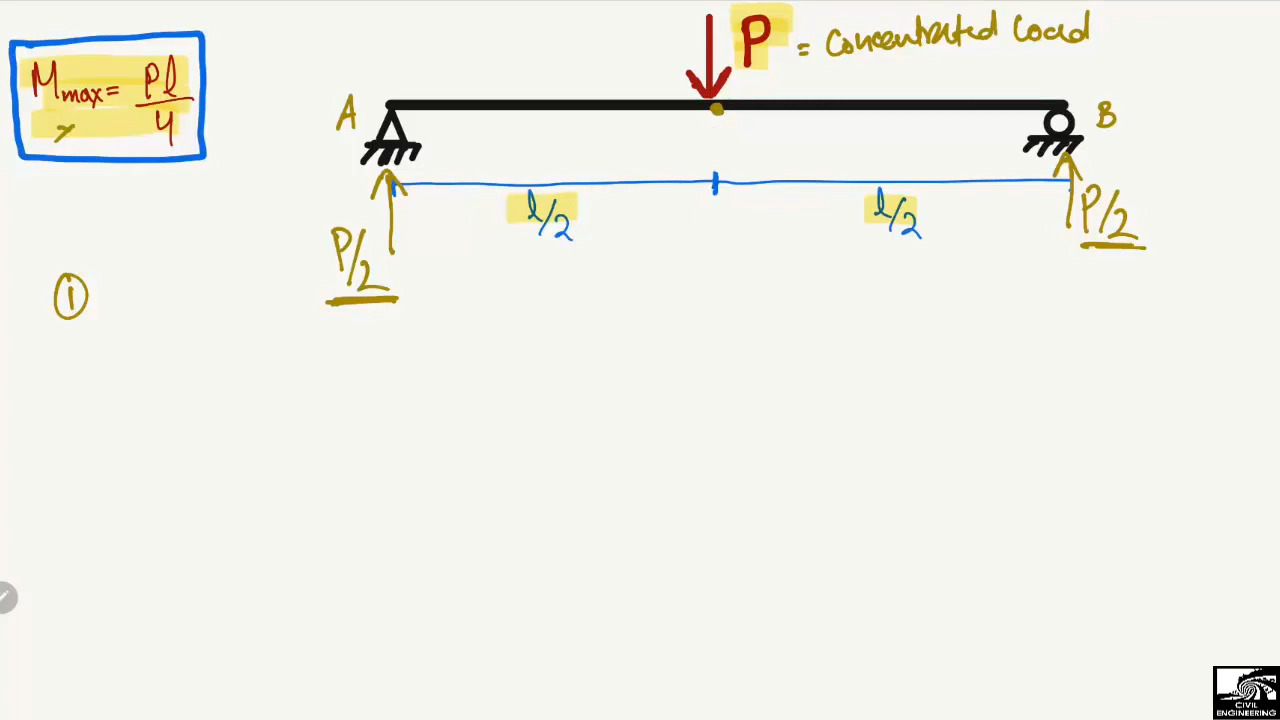 Mmax = Pl/4
P = Concentrated Load
A
B
l/2
l/2
P/2
P/2
①
CIVIL
ENGINEERING